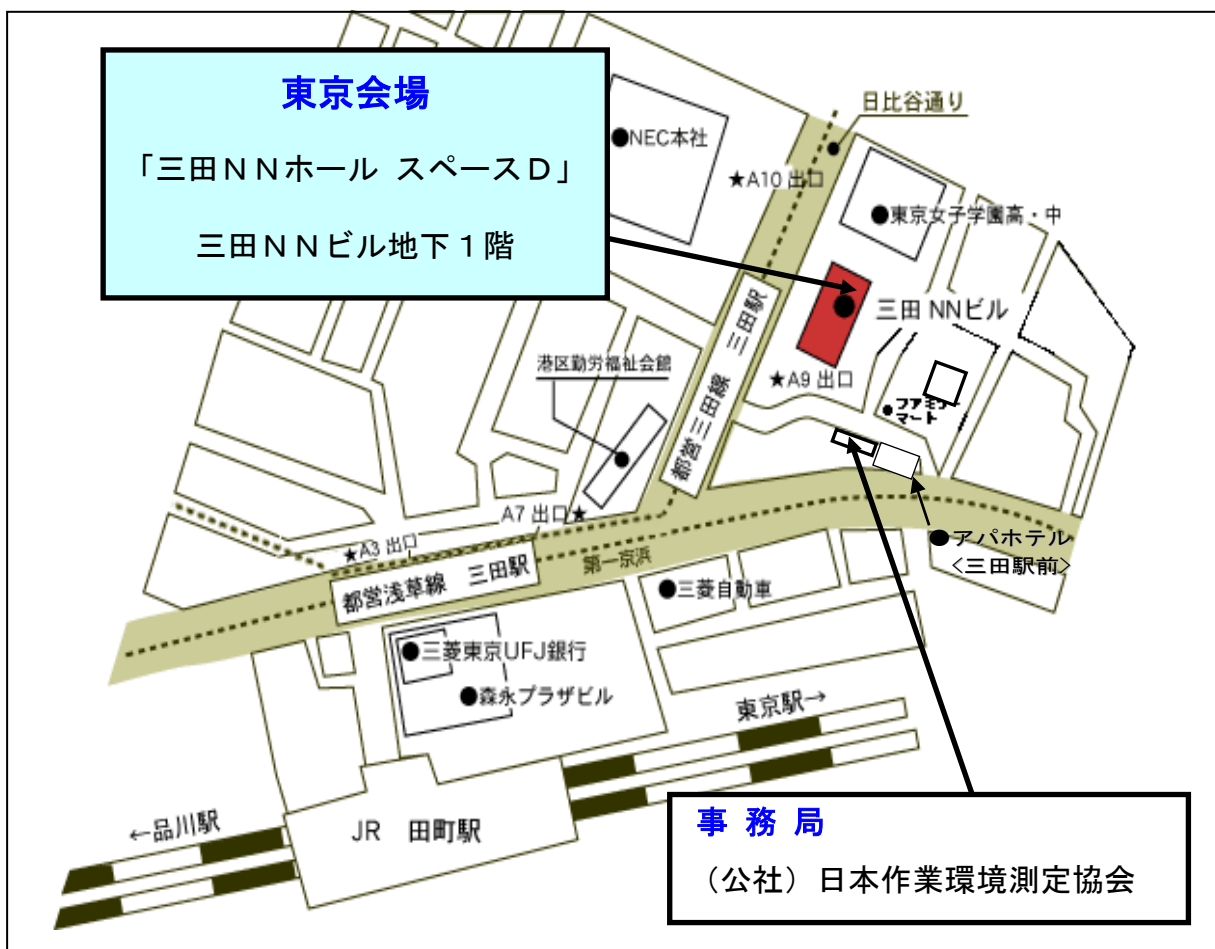 東京会場
「三田ＮＮホール スペースＤ」
三田ＮＮビル地下１階
日比谷通り
●NEC本社
★A10 出口
●東京女子学園高・中
三田 NNビル
都営三田線 三田駅
港区勤労福祉会館
★A9 出口
ファミリー
マート
A7 出口★
★A3 出口
第一京浜
都営浅草線 三田駅
●アパホテル
<三田駅前>
●三菱自動車
●三菱東京UFJ銀行
●森永プラザビル
東京駅→
←品川駅
JR 田町駅
事 務 局
（公社）日本作業環境測定協会